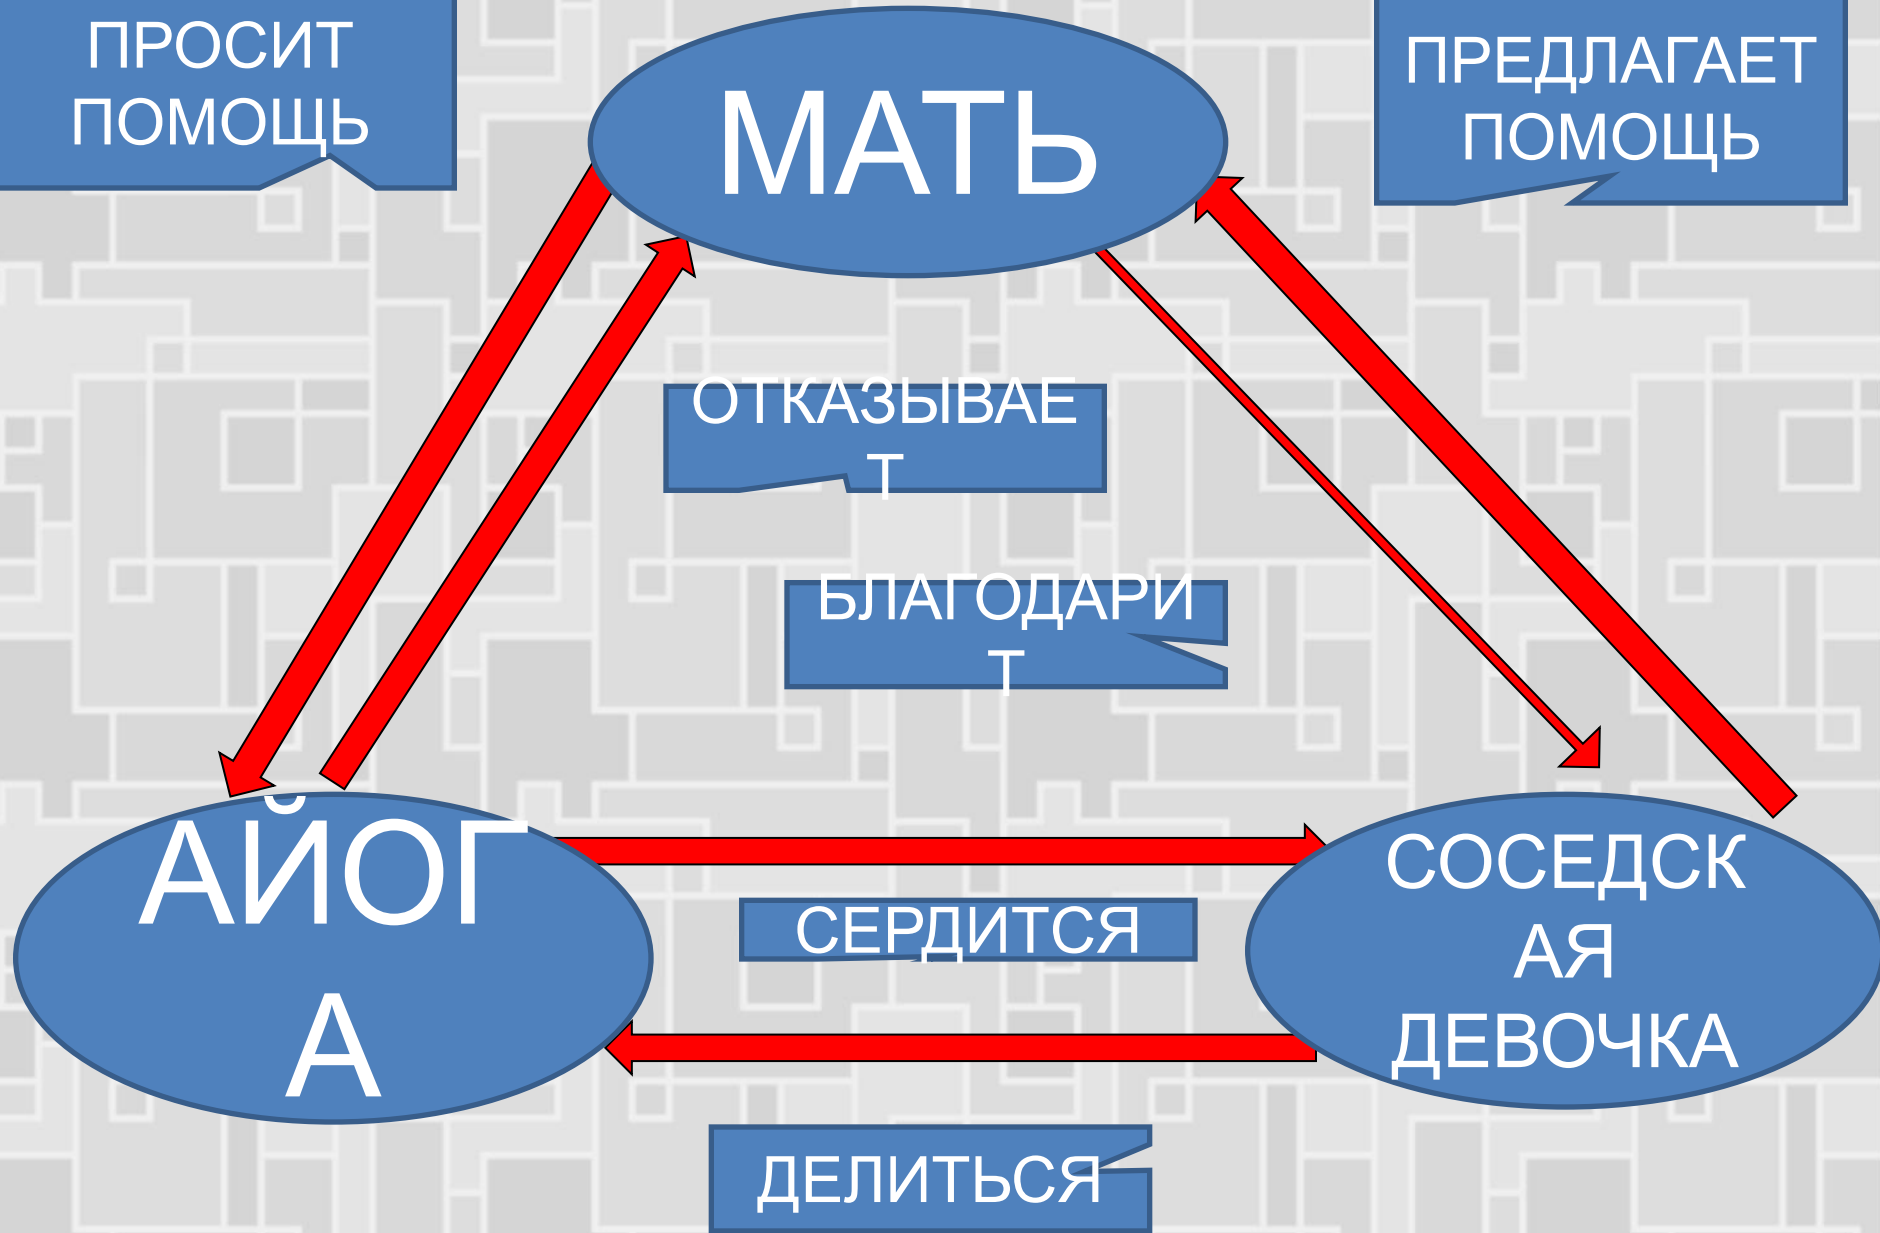 ПРОСИТ
ПОМОЩЬ
МАТЬ
ПРЕДЛАГАЕТ
ПОМОЩЬ
ОТКАЗЫВАЕ
Т
БЛАГОДАРИ
Т
АЙОГ
А
СЕРДИТСЯ
СОСЕДСК
АЯ
ДЕВОЧКА
ДЕЛИТЬСЯ